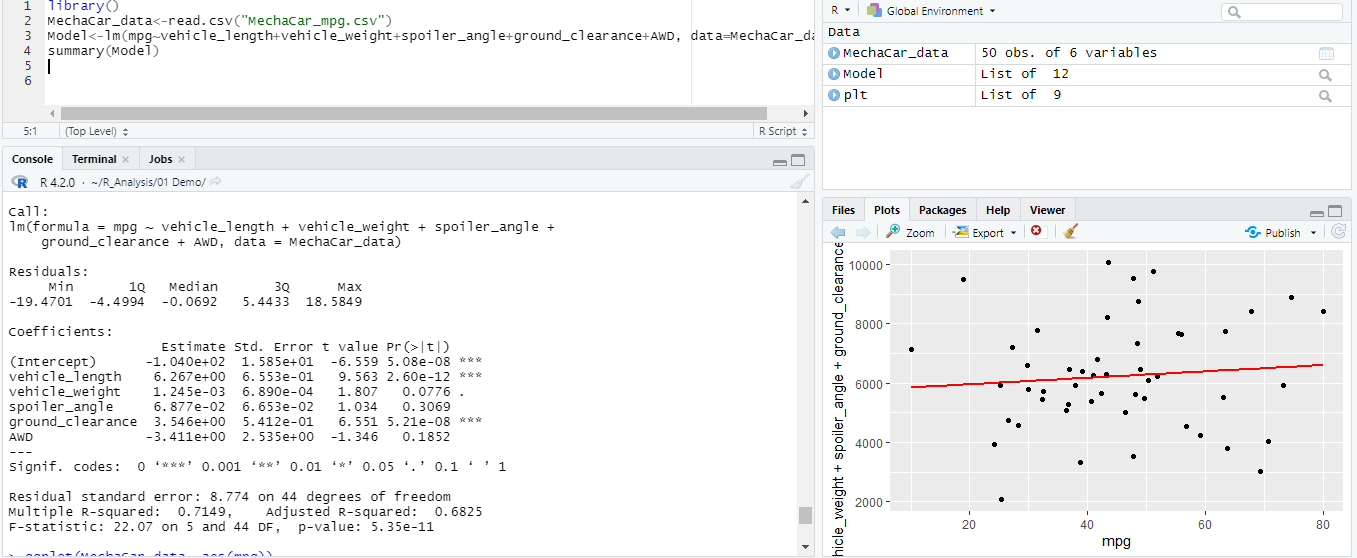 1 library()
2 MechaCar_data<-read.csv("MechaCar_mpg.csv")
3 Model<-lm(mpg~vehicle_length+vehicle_weight+spoiler_angle+ground_clearance+AWD, data=MechaCar_da
4 summary(Model)
5
6
5:1 (Top Level) R Script
Console Terminal Jobs
R 4.2.0 · ~/R_Analysis/01 Demo/
Call:
lm(formula = mpg ~ vehicle_length + vehicle_weight + spoiler_angle +
ground_clearance + AWD, data = MechaCar_data)
Residuals:
Min 1Q Median 3Q Max
-19.4701 -4.4994 -0.0692 5.4433 18.5849
Coefficients:
Estimate Std. Error t value Pr(>|t|)
(Intercept) -1.040e+02 1.585e+01 -6.559 5.08e-08 ***
vehicle_length 6.267e+00 6.553e-01 9.563 2.60e-12 ***
vehicle_weight 1.245e-03 6.890e-04 1.807 0.0776 .
spoiler_angle 6.877e-02 6.653e-02 1.034 0.3069
ground_clearance 3.546e+00 5.412e-01 6.551 5.21e-08 ***
AWD -3.411e+00 2.535e+00 -1.346 0.1852
---
Signif. codes: 0 ‘***’ 0.001 ‘**’ 0.01 ‘*’ 0.05 ‘.’ 0.1 ‘ ’ 1
Residual standard error: 8.774 on 44 degrees of freedom
Multiple R-squared: 0.7149, Adjusted R-squared: 0.6825
F-statistic: 22.07 on 5 and 44 DF, p-value: 5.35e-11
> ggplot(MechaCar_data, aes(mpg))
R Global Environment
Data
MechaCar_data 50 obs. of 6 variables
Model List of 12
plt List of 9
Files Plots Packages Help Viewer
Zoom Export Publish
hicle_weight + spoiler_angle + ground_clearance
10000
8000
6000
4000
2000
20 40 60 80
mpg